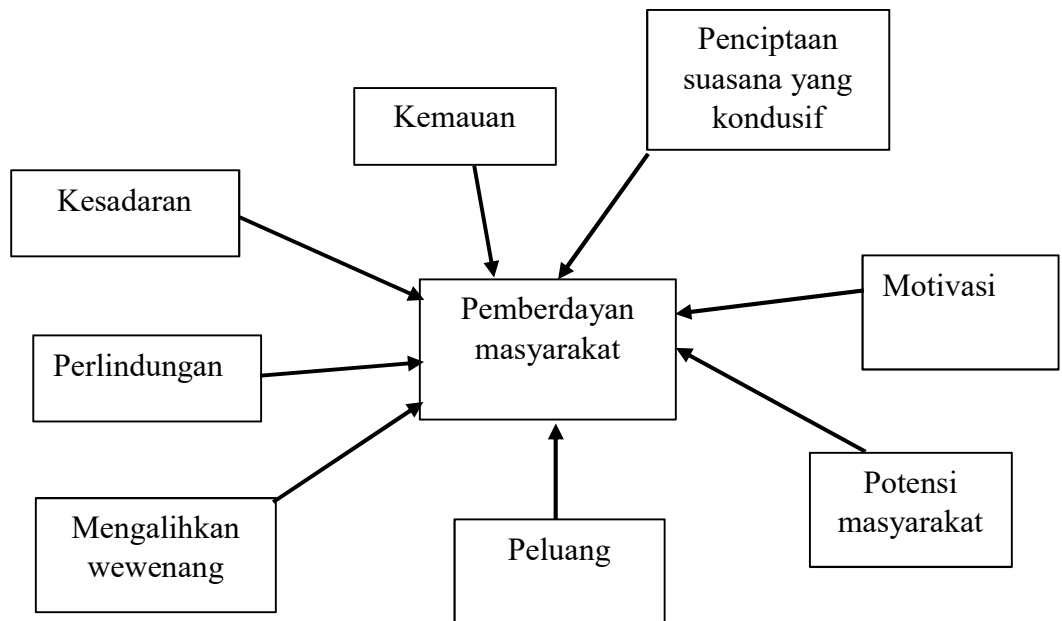 Penciptaan
suasana yang
kondusif
Kemauan
Kesadaran
Motivasi
Pemberdayan
masyarakat
Perlindungan
Potensi
masyarakat
Mengalihkan
wewenang
Peluang